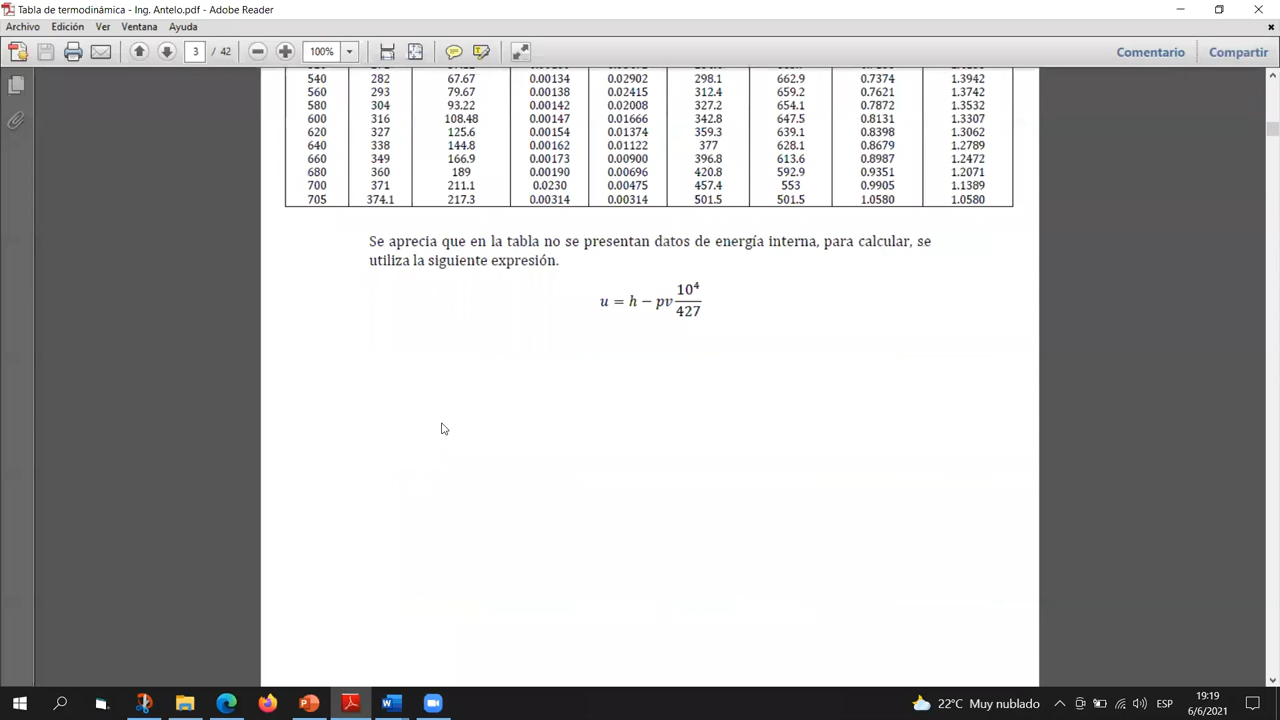 Tabla de termodinámica - Ing. Antelo.pdf - Adobe Reader
Archivo Edición Ver Ventana Ayuda
3 / 42 100% Comentario Compartir
540 282 67.67 0.00134 0.02902 298.1 662.9 0.7374 1.3942
560 293 79.67 0.00138 0.02415 312.4 659.2 0.7621 1.3742
580 304 93.22 0.00142 0.02008 327.2 654.1 0.7872 1.3532
600 316 108.48 0.00147 0.01666 342.8 647.5 0.8131 1.3307
620 327 125.6 0.00154 0.01374 359.3 639.1 0.8398 1.3062
640 338 144.8 0.00162 0.01122 377 628.1 0.8679 1.2789
660 349 166.9 0.00173 0.00900 396.8 613.6 0.8987 1.2472
680 360 189 0.00190 0.00696 420.8 592.9 0.9351 1.2071
700 371 211.1 0.0230 0.00475 457.4 553 0.9905 1.1389
705 374.1 217.3 0.00314 0.00314 501.5 501.5 1.0580 1.0580
Se aprecia que en la tabla no se presentan datos de energía interna, para calcular, se
utiliza la siguiente expresión.
u = h − pv 10⁴/427
22°C Muy nublado ESP 19:19
6/6/2021